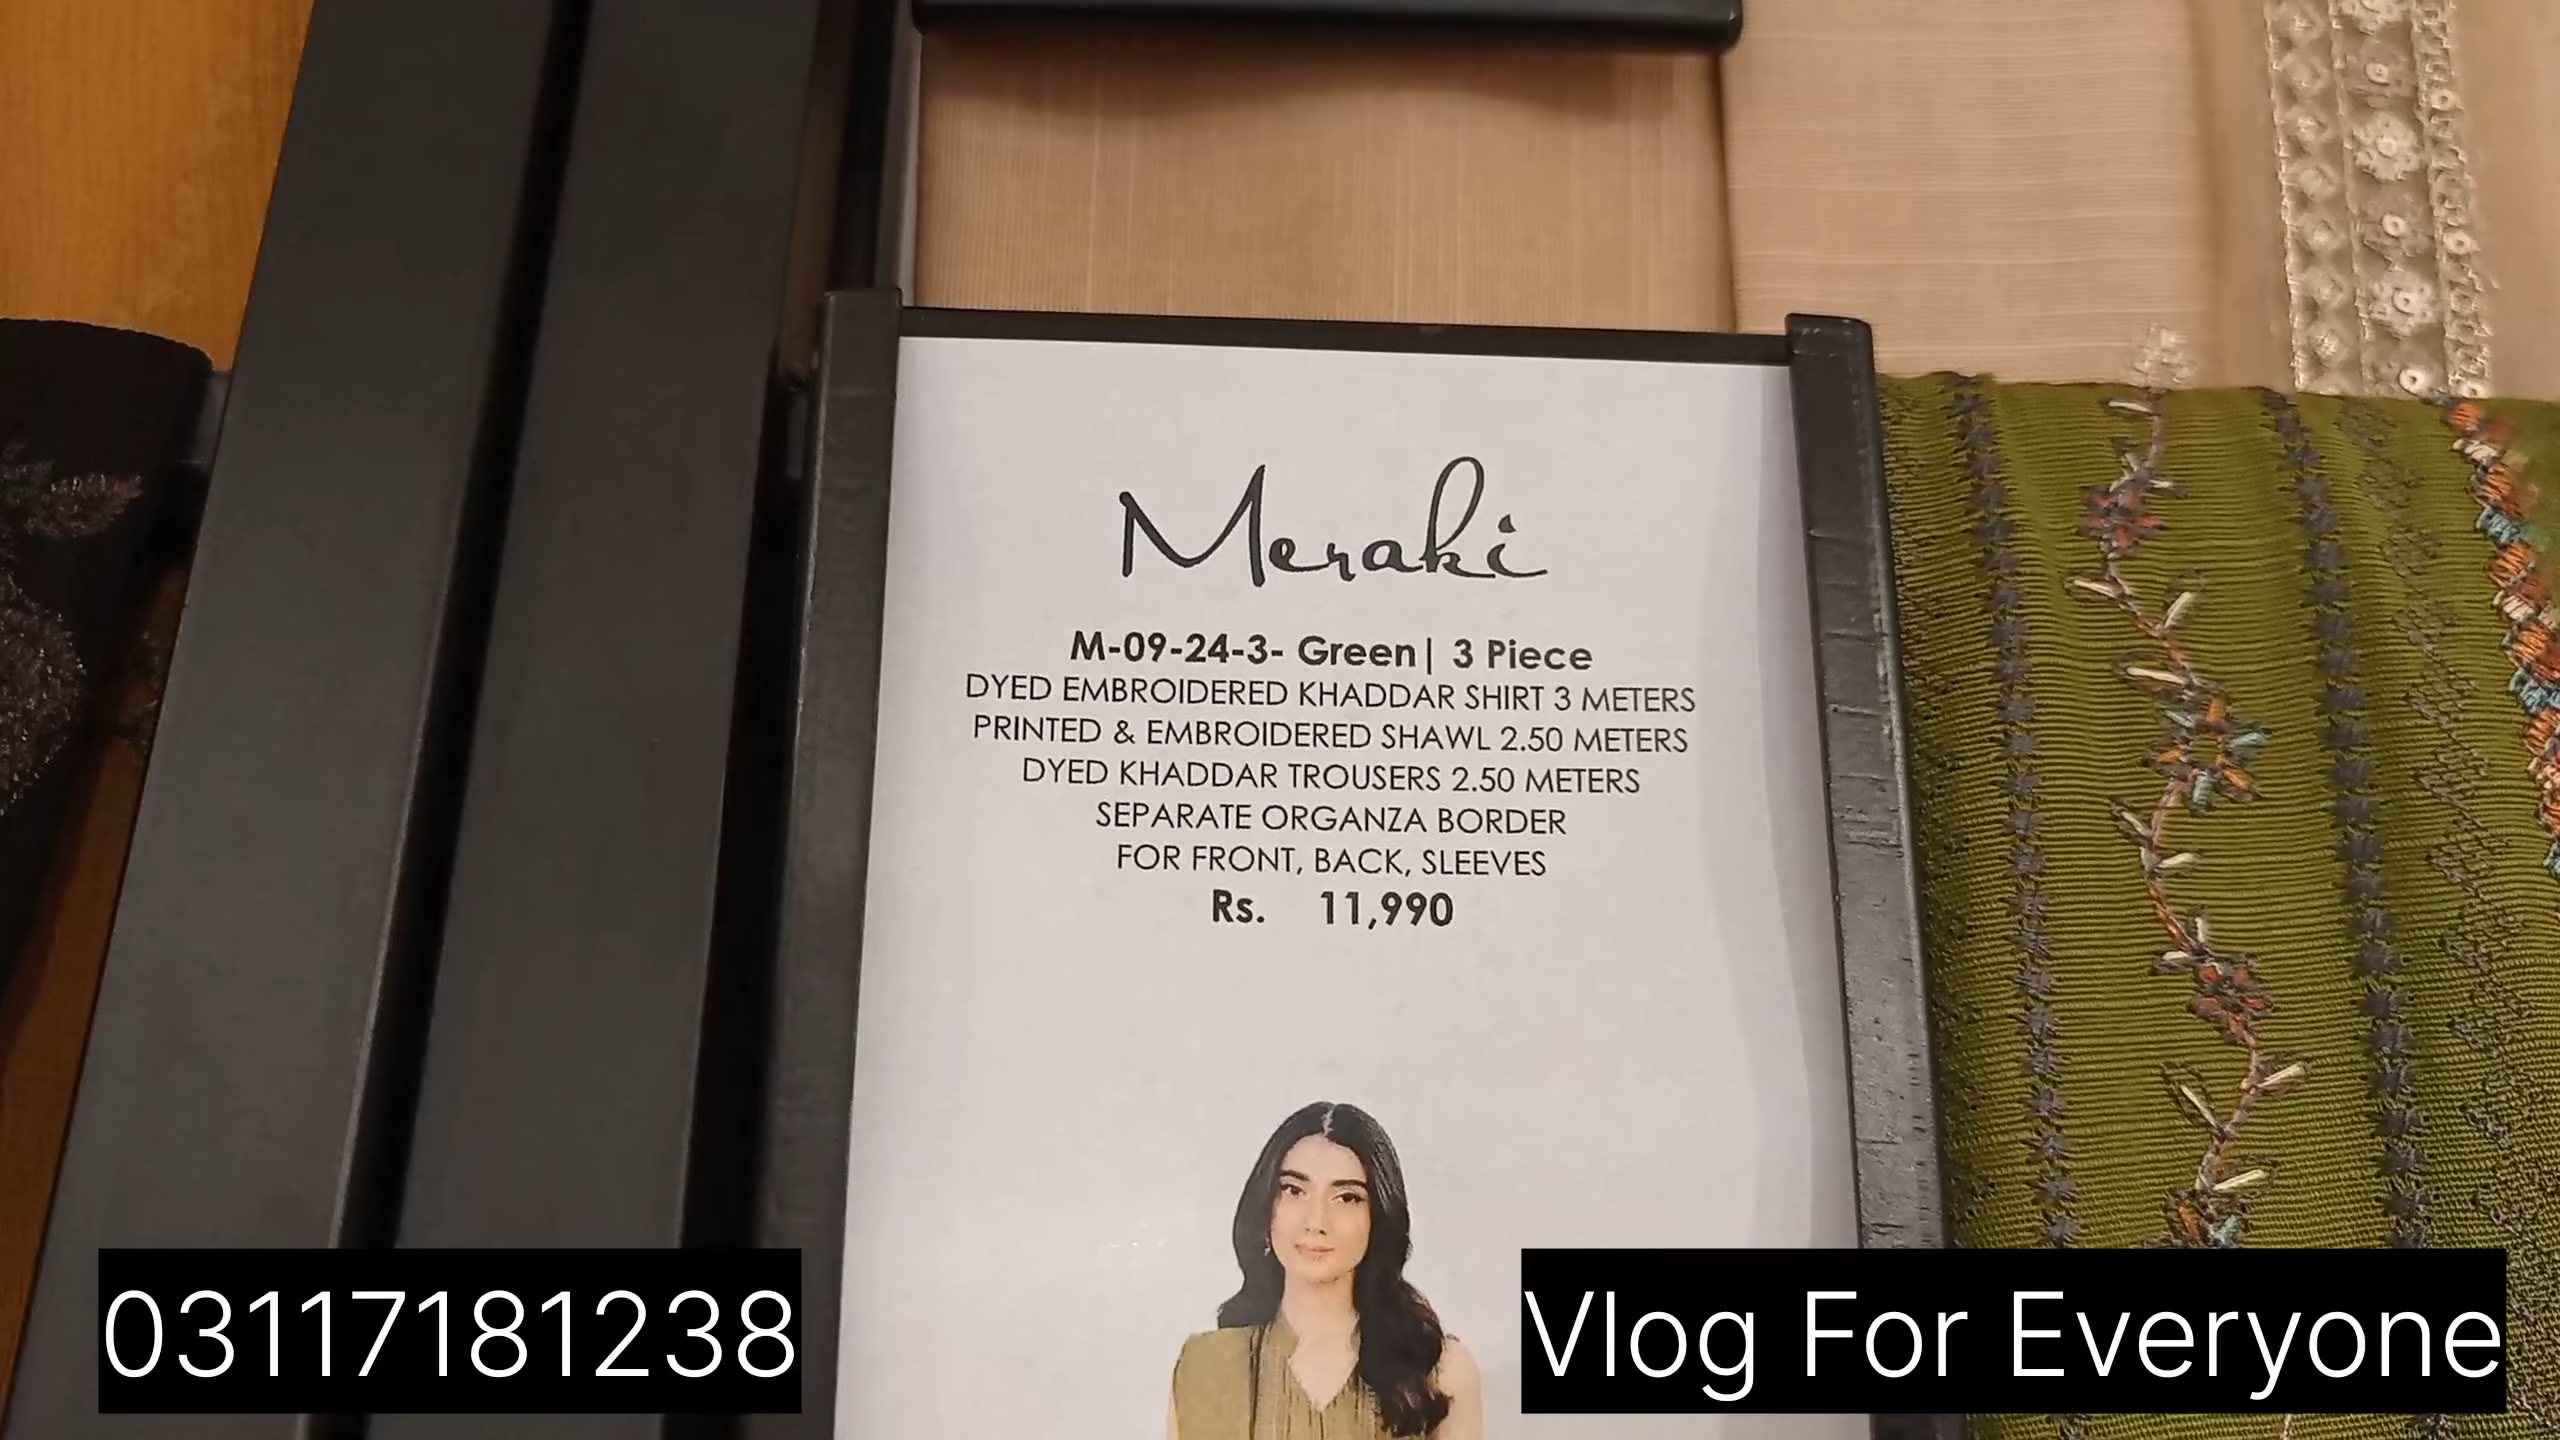 Meraki
M-09-24-3- Green| 3 Piece
DYED EMBROIDERED KHADDAR SHIRT 3 METERS
PRINTED & EMBROIDERED SHAWL 2.50 METERS
DYED KHADDAR TROUSERS 2.50 METERS
SEPARATE ORGANZA BORDER
FOR FRONT, BACK, SLEEVES
Rs. 11,990
03117181238
Vlog For Everyone